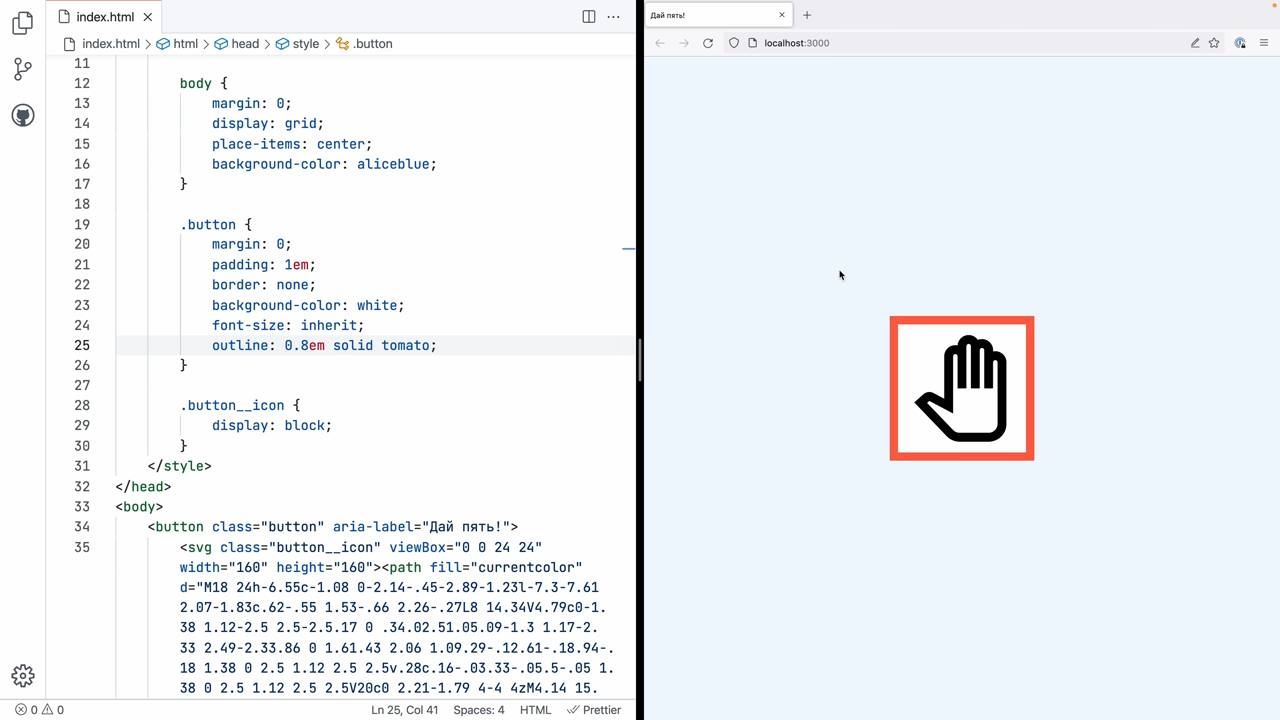 index.html
index.html
html
head
style
.button
11
12 body {
13 margin: 0;
14 display: grid;
15 place-items: center;
16 background-color: aliceblue;
17 }
18
19 .button {
20 margin: 0;
21 padding: 1em;
22 border: none;
23 background-color: white;
24 font-size: inherit;
25 outline: 0.8em solid tomato;
26 }
27
28 .button__icon {
29 display: block;
30 }
31 </style>
32 </head>
33 <body>
34 <button class="button" aria-label="Дай пять!">
35 <svg class="button__icon" viewBox="0 0 24 24"
width="160" height="160"><path fill="currentcolor"
d="M18 24h-6.55c-1.08 0-2.14-.45-2.89-1.23l-7.3-7.61
2.07-1.83c.62-.55 1.53-.66 2.26-.27L8 14.34V4.79c0-1.
38 1.12-2.5 2.5-2.5.17 0 .34.02.51.05.09-1.3 1.17-2.
33 2.49-2.33.86 0 1.61.43 2.06 1.09.29-.12.61-.18.94-.
18 1.38 0 2.5 1.12 2.5 2.5v.28c.16-.03.33-.05.5-.05 1.
38 0 2.5 1.12 2.5 2.5V20c0 2.21-1.79 4-4 4zM4.14 15.
0 0
Ln 25, Col 41
Spaces: 4
HTML
Prettier
Дай пять!
localhost:3000